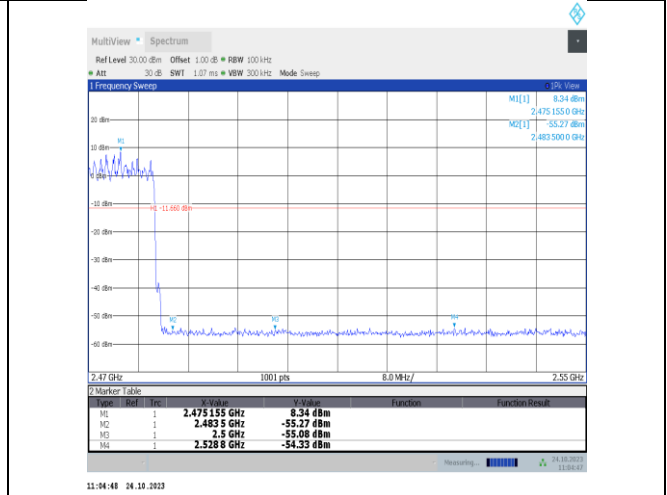 MultiView Spectrum
Ref Level 30.00 dBm Offset 1.00 dB RBW 100 kHz
Att 30 dB SWT 1.07 ms VBW 300 kHz Mode Sweep
1 Frequency Sweep 1Pk View
M1[1] 8.34 dBm
2.475 155 0 GHz
M2[1] -55.27 dBm
2.483 500 0 GHz
20 dBm
M1
10 dBm
0 dBm
-10 dBm
H1 -11.660 dBm
-20 dBm
-30 dBm
-40 dBm
-50 dBm
M2 M3 M4
-60 dBm
2.47 GHz 1001 pts 8.0 MHz/ 2.55 GHz
2 Marker Table
Type Ref Trc X-Value Y-Value Function Function Result
M1 1 2.475 155 GHz 8.34 dBm
M2 1 2.483 5 GHz -55.27 dBm
M3 1 2.5 GHz -55.08 dBm
M4 1 2.528 8 GHz -54.33 dBm
Measuring... 24.10.2023
11:04:47
11:04:48 24.10.2023